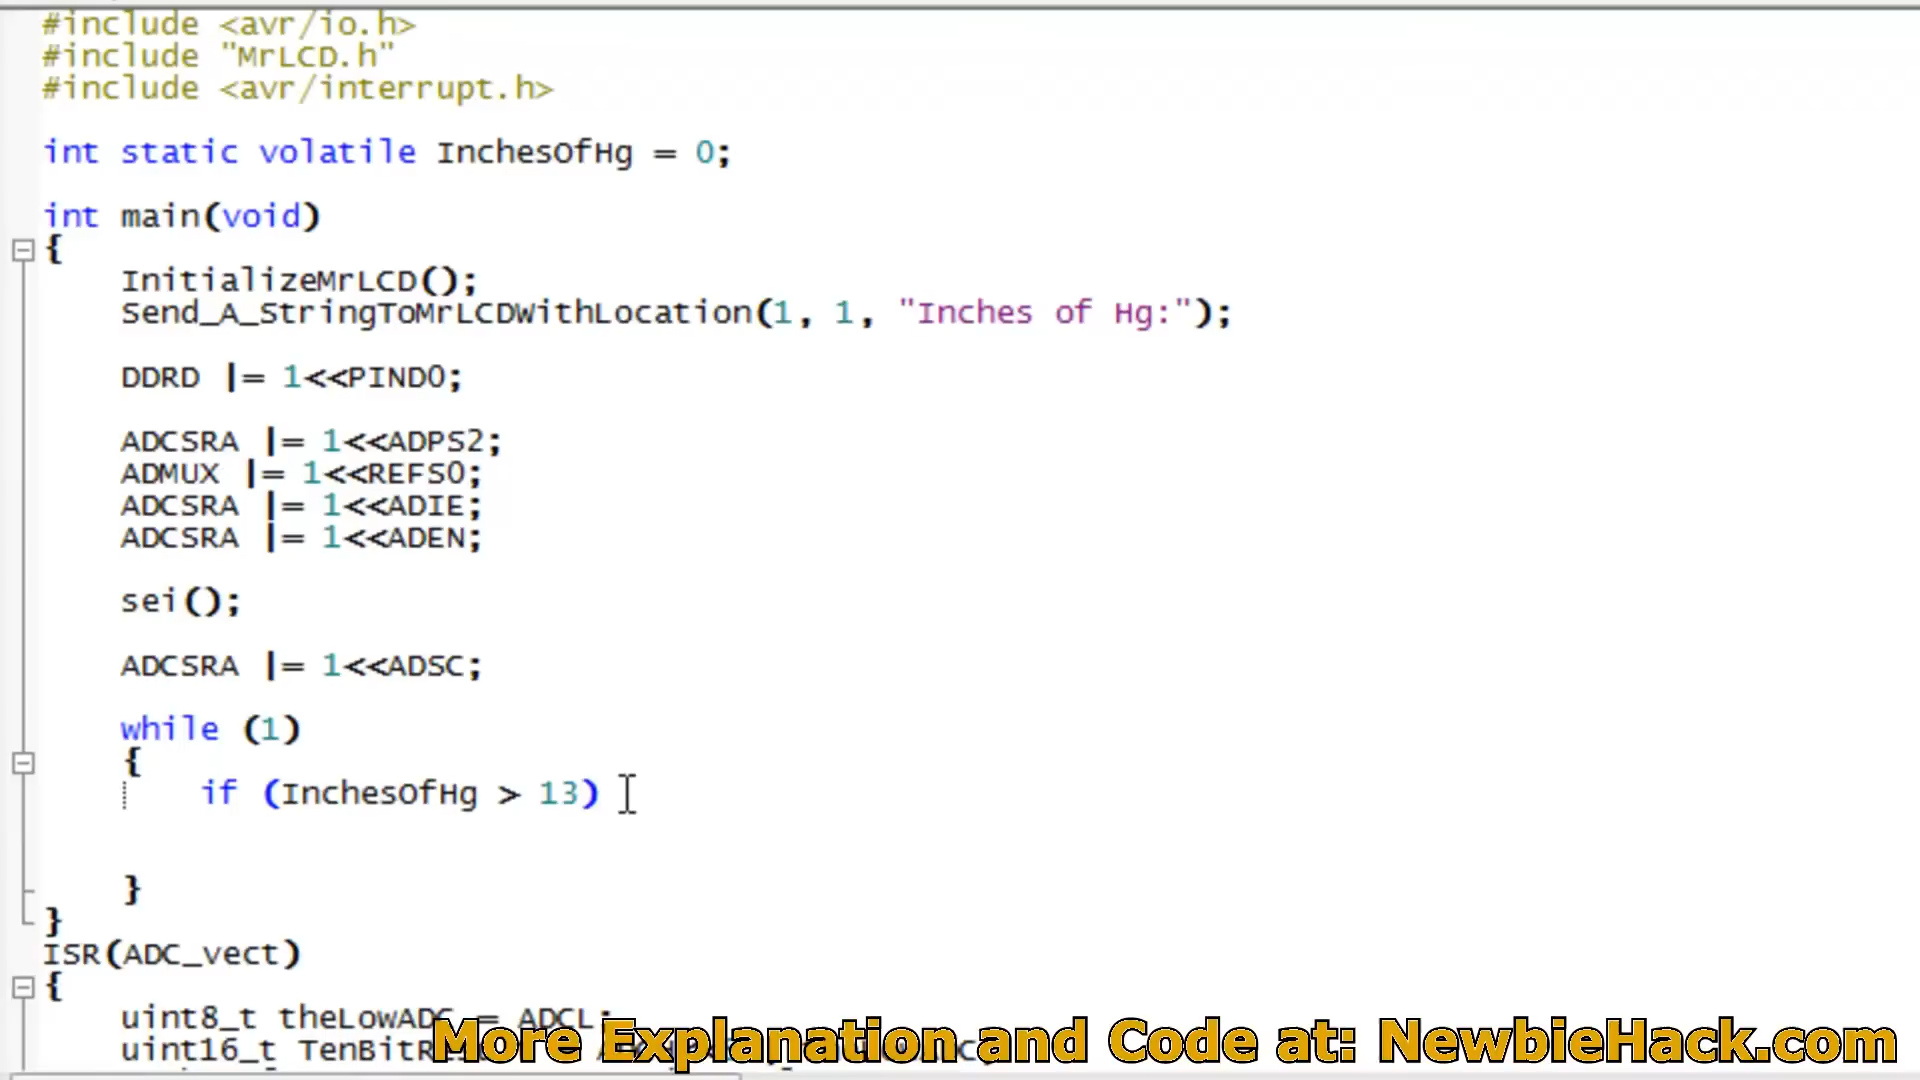 #include <avr/io.h>
#include "MrLCD.h"
#include <avr/interrupt.h>
int static volatile InchesOfHg = 0;
int main(void)
{
InitializeMrLCD();
Send_A_StringToMrLCDWithLocation(1, 1, "Inches of Hg:");
DDRD |= 1<<PIND0;
ADCSRA |= 1<<ADPS2;
ADMUX |= 1<<REFS0;
ADCSRA |= 1<<ADIE;
ADCSRA |= 1<<ADEN;
sei();
ADCSRA |= 1<<ADSC;
while (1)
{
if (InchesOfHg > 13)
}
}
ISR(ADC_vect)
{
uint8_t theLowADC = ADCL;
uint16_t
More Explanation and Code at: NewbieHack.com